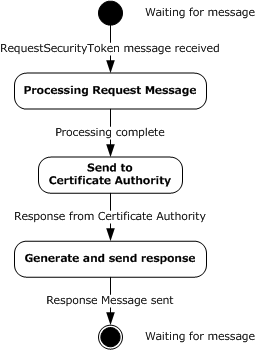 Waiting for message
RequestSecurityToken message received
Processing Request Message
Processing complete
Send to
Certificate Authority
Response from Certificate Authority
Generate and send response
Response Message sent
Waiting for message